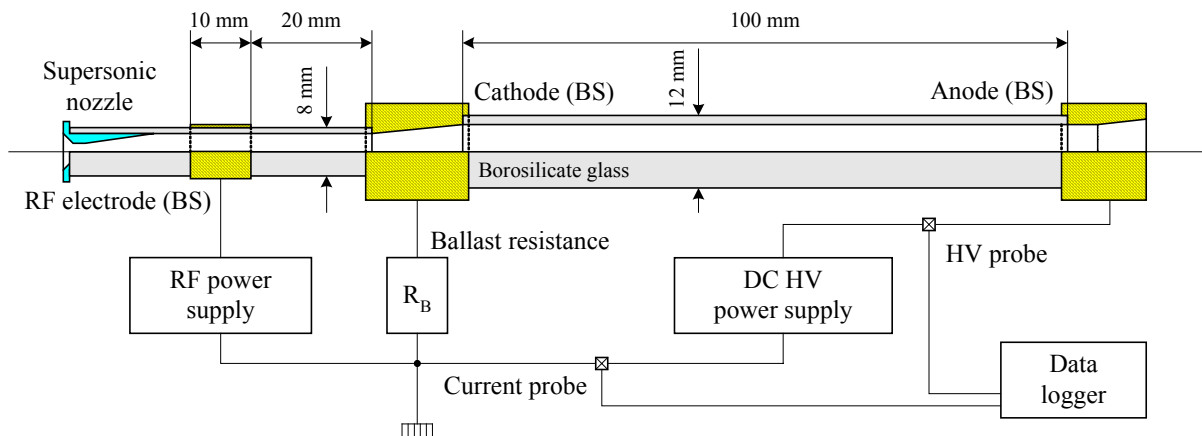 10 mm
20 mm
100 mm
Supersonic
nozzle
8 mm
Cathode (BS)
12 mm
Anode (BS)
Borosilicate glass
RF electrode (BS)
Ballast resistance
HV probe
RF power
supply
R_B
DC HV
power supply
Current probe
Data
logger